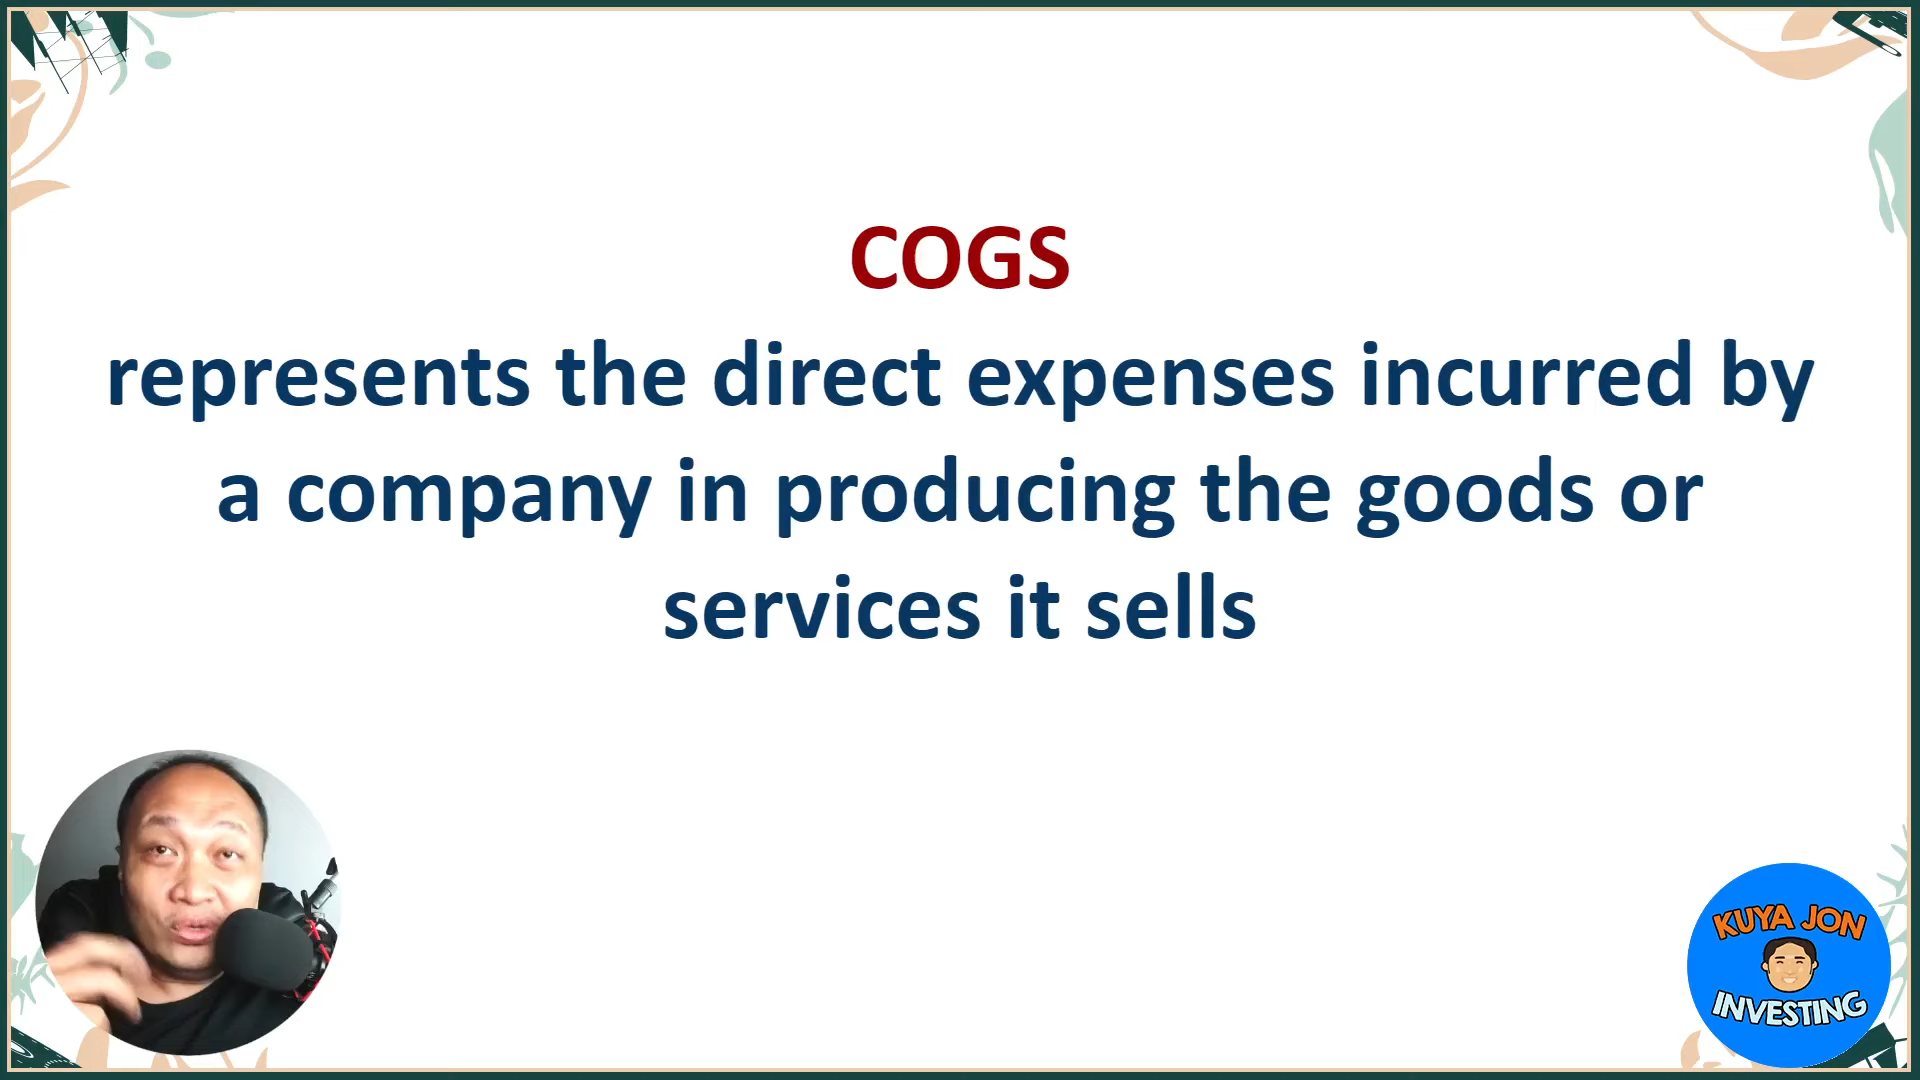 COGS
represents the direct expenses incurred by
a company in producing the goods or
services it sells
KUYA JON
INVESTING